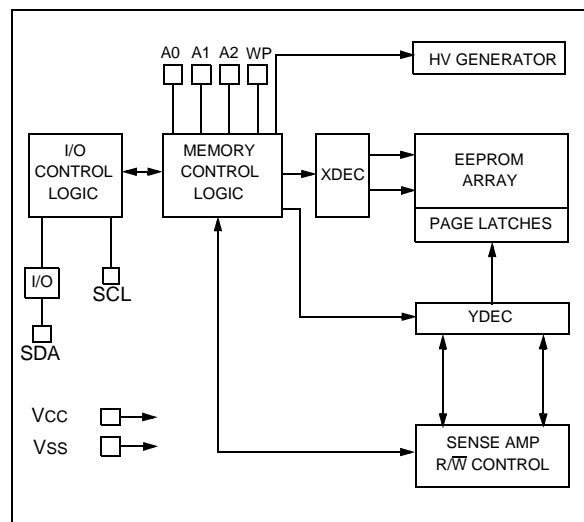 A0 A1 A2 WP
HV GENERATOR
I/O
CONTROL
LOGIC
MEMORY
CONTROL
LOGIC
XDEC
EEPROM
ARRAY
PAGE LATCHES
I/O
SCL
SDA
YDEC
VCC
VSS
SENSE AMP
R/W̅ CONTROL